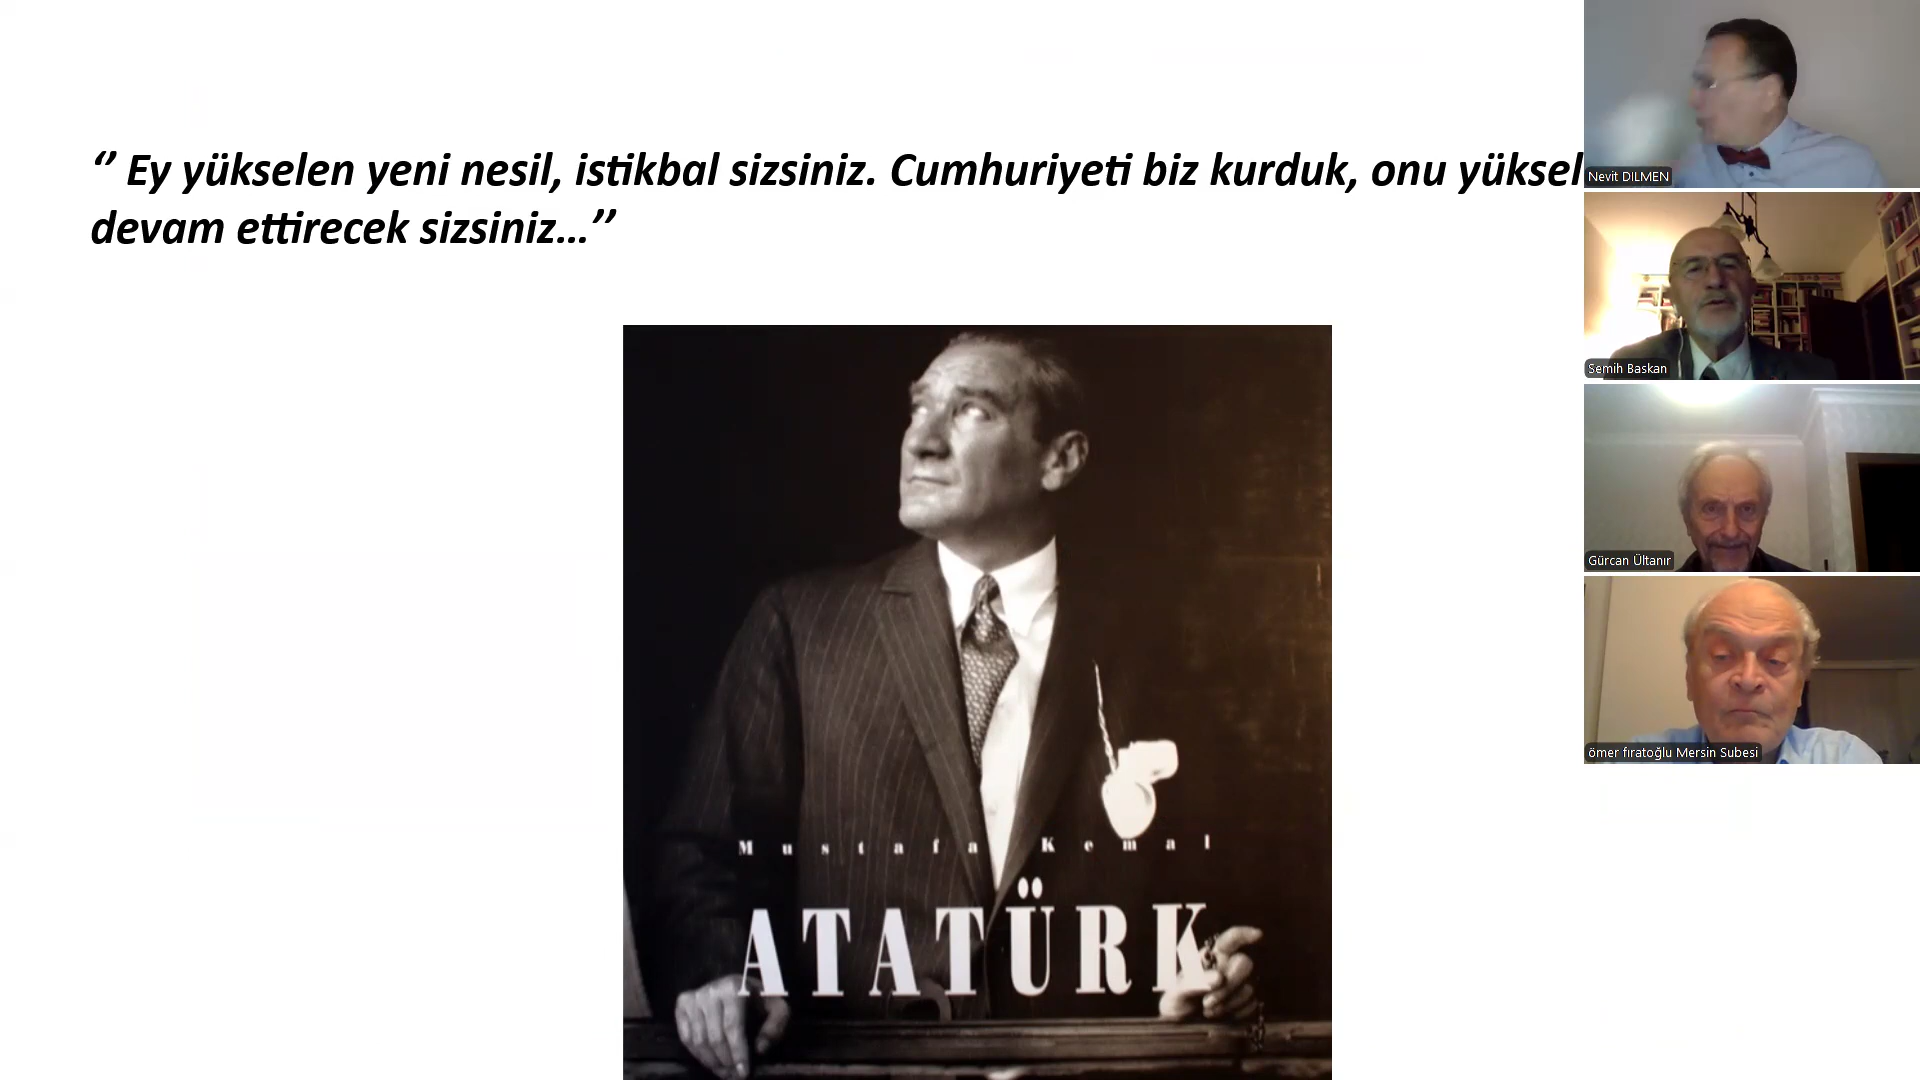 ‘’ Ey yükselen yeni nesil, istikbal sizsiniz. Cumhuriyeti biz kurduk, onu yüksel
devam ettirecek sizsiniz...’’
Mustafa Kemal
ATATÜRK
Nevit DILMEN
Semih Baskan
Gürcan Ültanır
ömer fıratoğlu Mersin Subesi